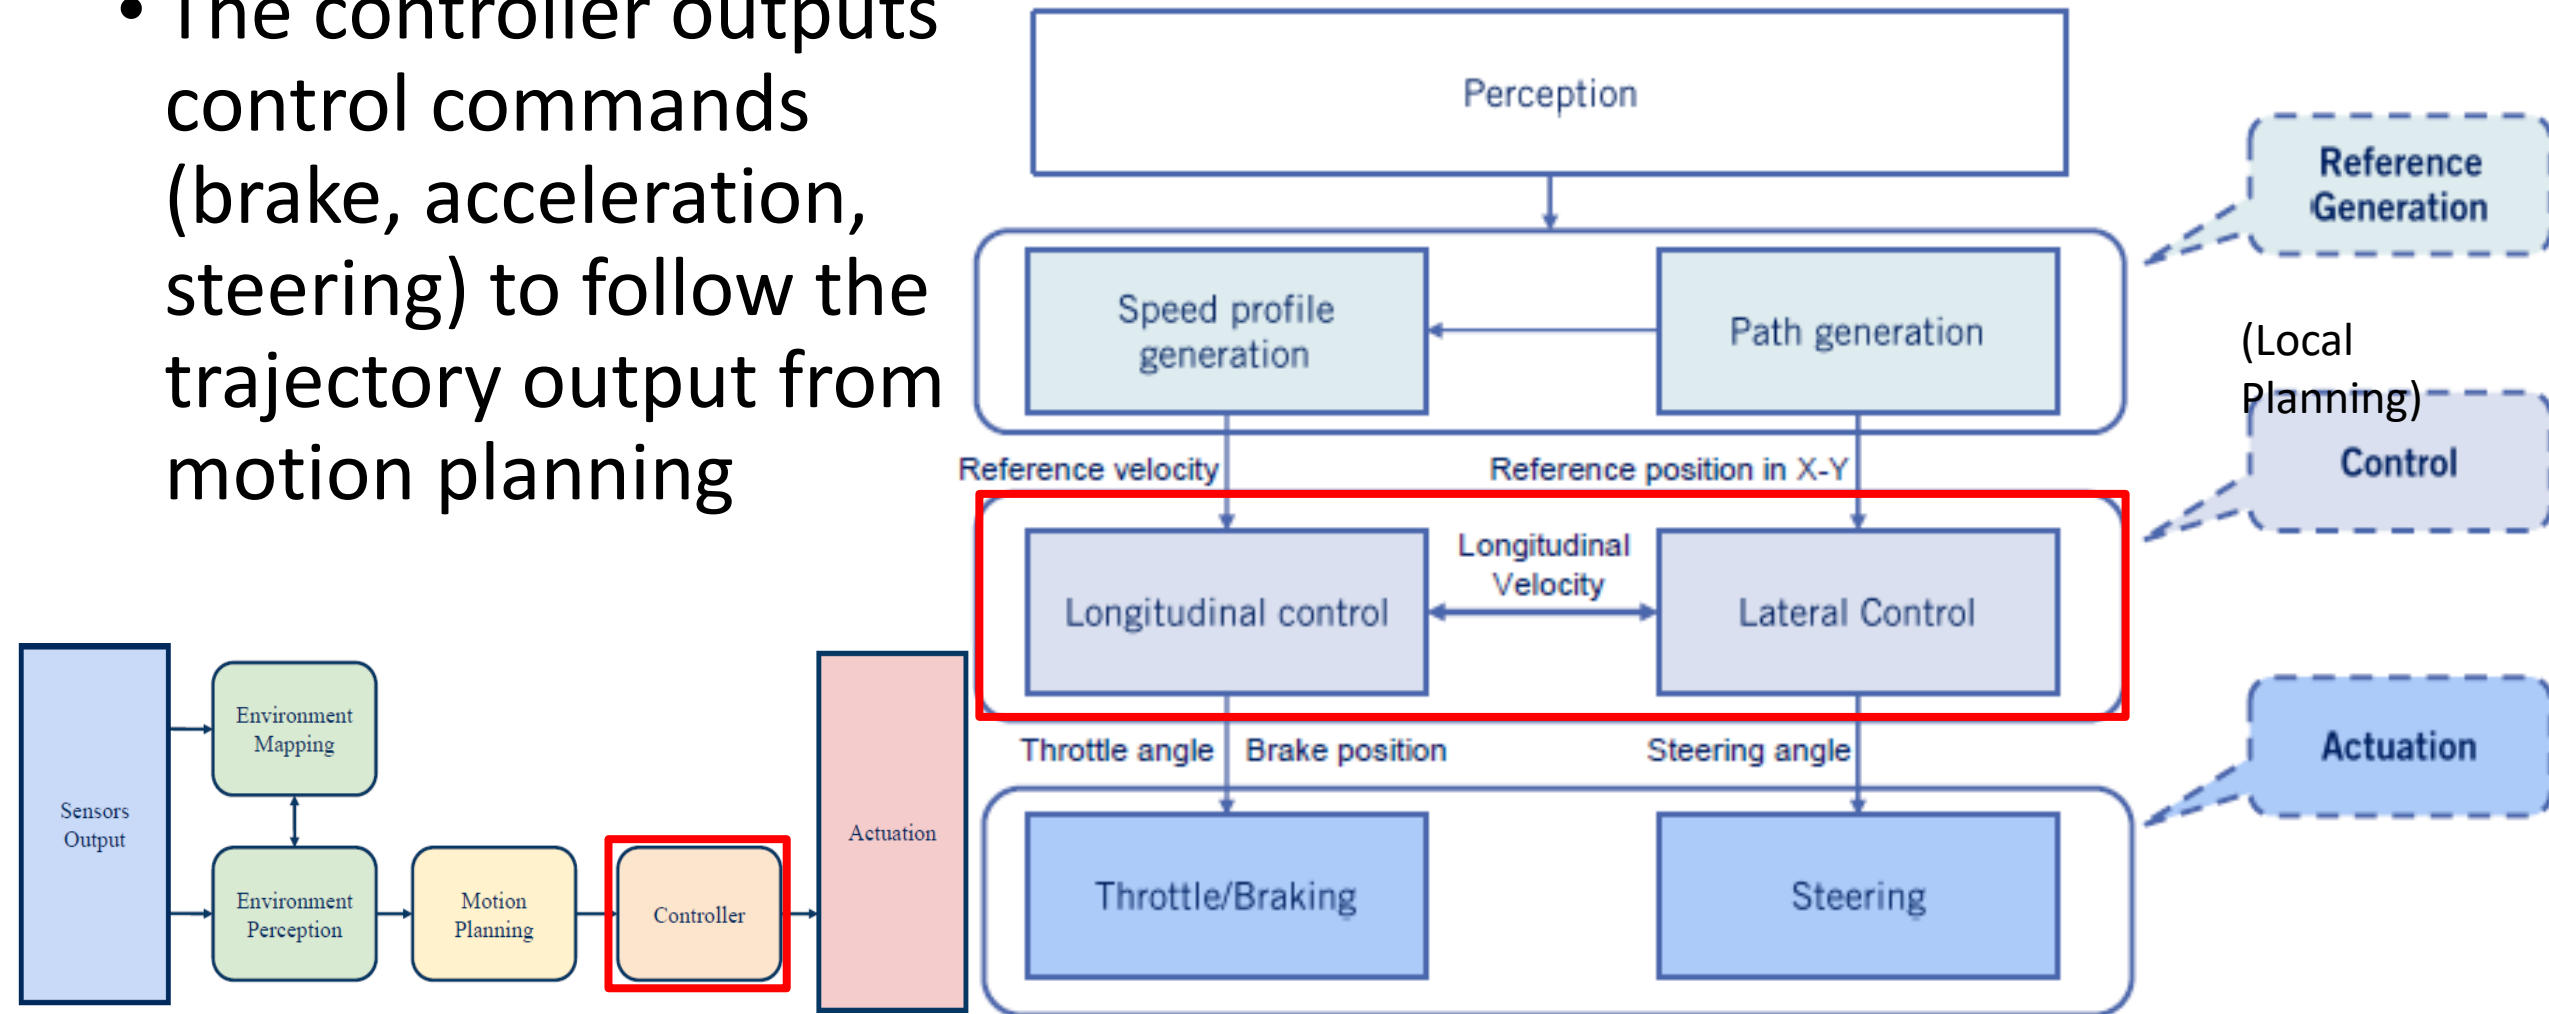 • The controller outputs
control commands
(brake, acceleration,
steering) to follow the
trajectory output from
motion planning
Perception
Reference
Generation
Speed profile
generation
Path generation
(Local
Planning)
Reference velocity
Reference position in X-Y
Control
Longitudinal control
Longitudinal
Velocity
Lateral Control
Throttle angle
Brake position
Steering angle
Actuation
Throttle/Braking
Steering
Sensors
Output
Environment
Mapping
Environment
Perception
Motion
Planning
Controller
Actuation